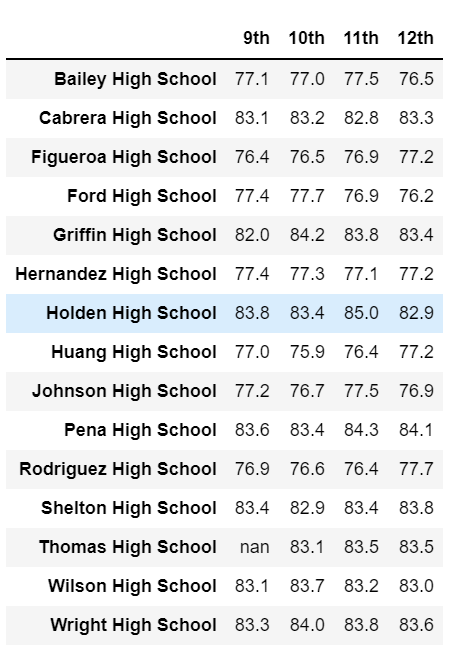 9th 10th 11th 12th
Bailey High School 77.1 77.0 77.5 76.5
Cabrera High School 83.1 83.2 82.8 83.3
Figueroa High School 76.4 76.5 76.9 77.2
Ford High School 77.4 77.7 76.9 76.2
Griffin High School 82.0 84.2 83.8 83.4
Hernandez High School 77.4 77.3 77.1 77.2
Holden High School 83.8 83.4 85.0 82.9
Huang High School 77.0 75.9 76.4 77.2
Johnson High School 77.2 76.7 77.5 76.9
Pena High School 83.6 83.4 84.3 84.1
Rodriguez High School 76.9 76.6 76.4 77.7
Shelton High School 83.4 82.9 83.4 83.8
Thomas High School nan 83.1 83.5 83.5
Wilson High School 83.1 83.7 83.2 83.0
Wright High School 83.3 84.0 83.8 83.6